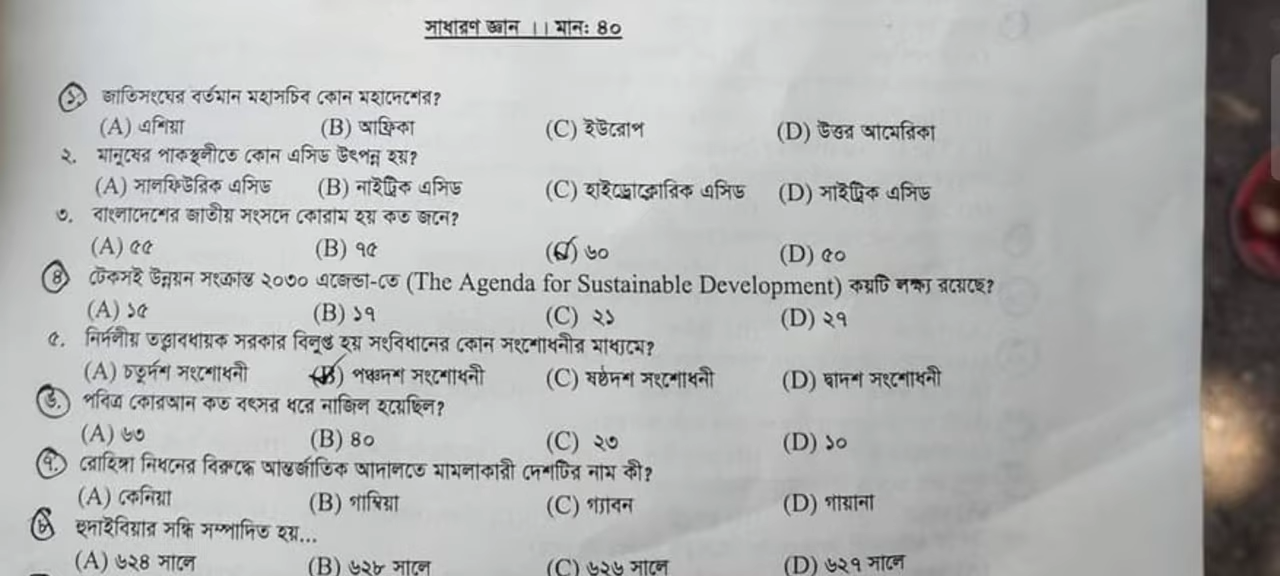 সাধারণ জ্ঞান ।। মানঃ ৪০
১. জাতিসংঘের বর্তমান মহাসচিব কোন মহাদেশের?
(A) এশিয়া (B) আফ্রিকা (C) ইউরোপ (D) উত্তর আমেরিকা
২. মানুষের পাকস্থলীতে কোন এসিড উৎপন্ন হয়?
(A) সালফিউরিক এসিড (B) নাইট্রিক এসিড (C) হাইড্রোক্লোরিক এসিড (D) সাইট্রিক এসিড
৩. বাংলাদেশের জাতীয় সংসদে কোরাম হয় কত জনে?
(A) ৫৫ (B) ৭৫ (C) ৬০ (D) ৫০
৪ টেকসই উন্নয়ন সংক্রান্ত ২০৩০ এজেন্ডা-তে (The Agenda for Sustainable Development) কয়টি লক্ষ্য রয়েছে?
(A) ১৫ (B) ১৭ (C) ২১ (D) ২৭
৫. নির্দলীয় তত্ত্বাবধায়ক সরকার বিলুপ্ত হয় সংবিধানের কোন সংশোধনীর মাধ্যমে?
(A) চতুর্দশ সংশোধনী (B) পঞ্চদশ সংশোধনী (C) ষষ্ঠদশ সংশোধনী (D) দ্বাদশ সংশোধনী
৬. পবিত্র কোরআন কত বৎসর ধরে নাজিল হয়েছিল?
(A) ৬৩ (B) ৪০ (C) ২৩ (D) ১০
৭. রোহিঙ্গা নিধনের বিরুদ্ধে আন্তর্জাতিক আদালতে মামলাকারী দেশটির নাম কী?
(A) কেনিয়া (B) গাম্বিয়া (C) গ্যাবন (D) গায়ানা
৮ হুদাইবিয়ার সন্ধি সম্পাদিত হয়...
(A) ৬২৪ সালে (B) ৬২৮ সালে (C) ৬২৬ সালে (D) ৬২৭ সালে